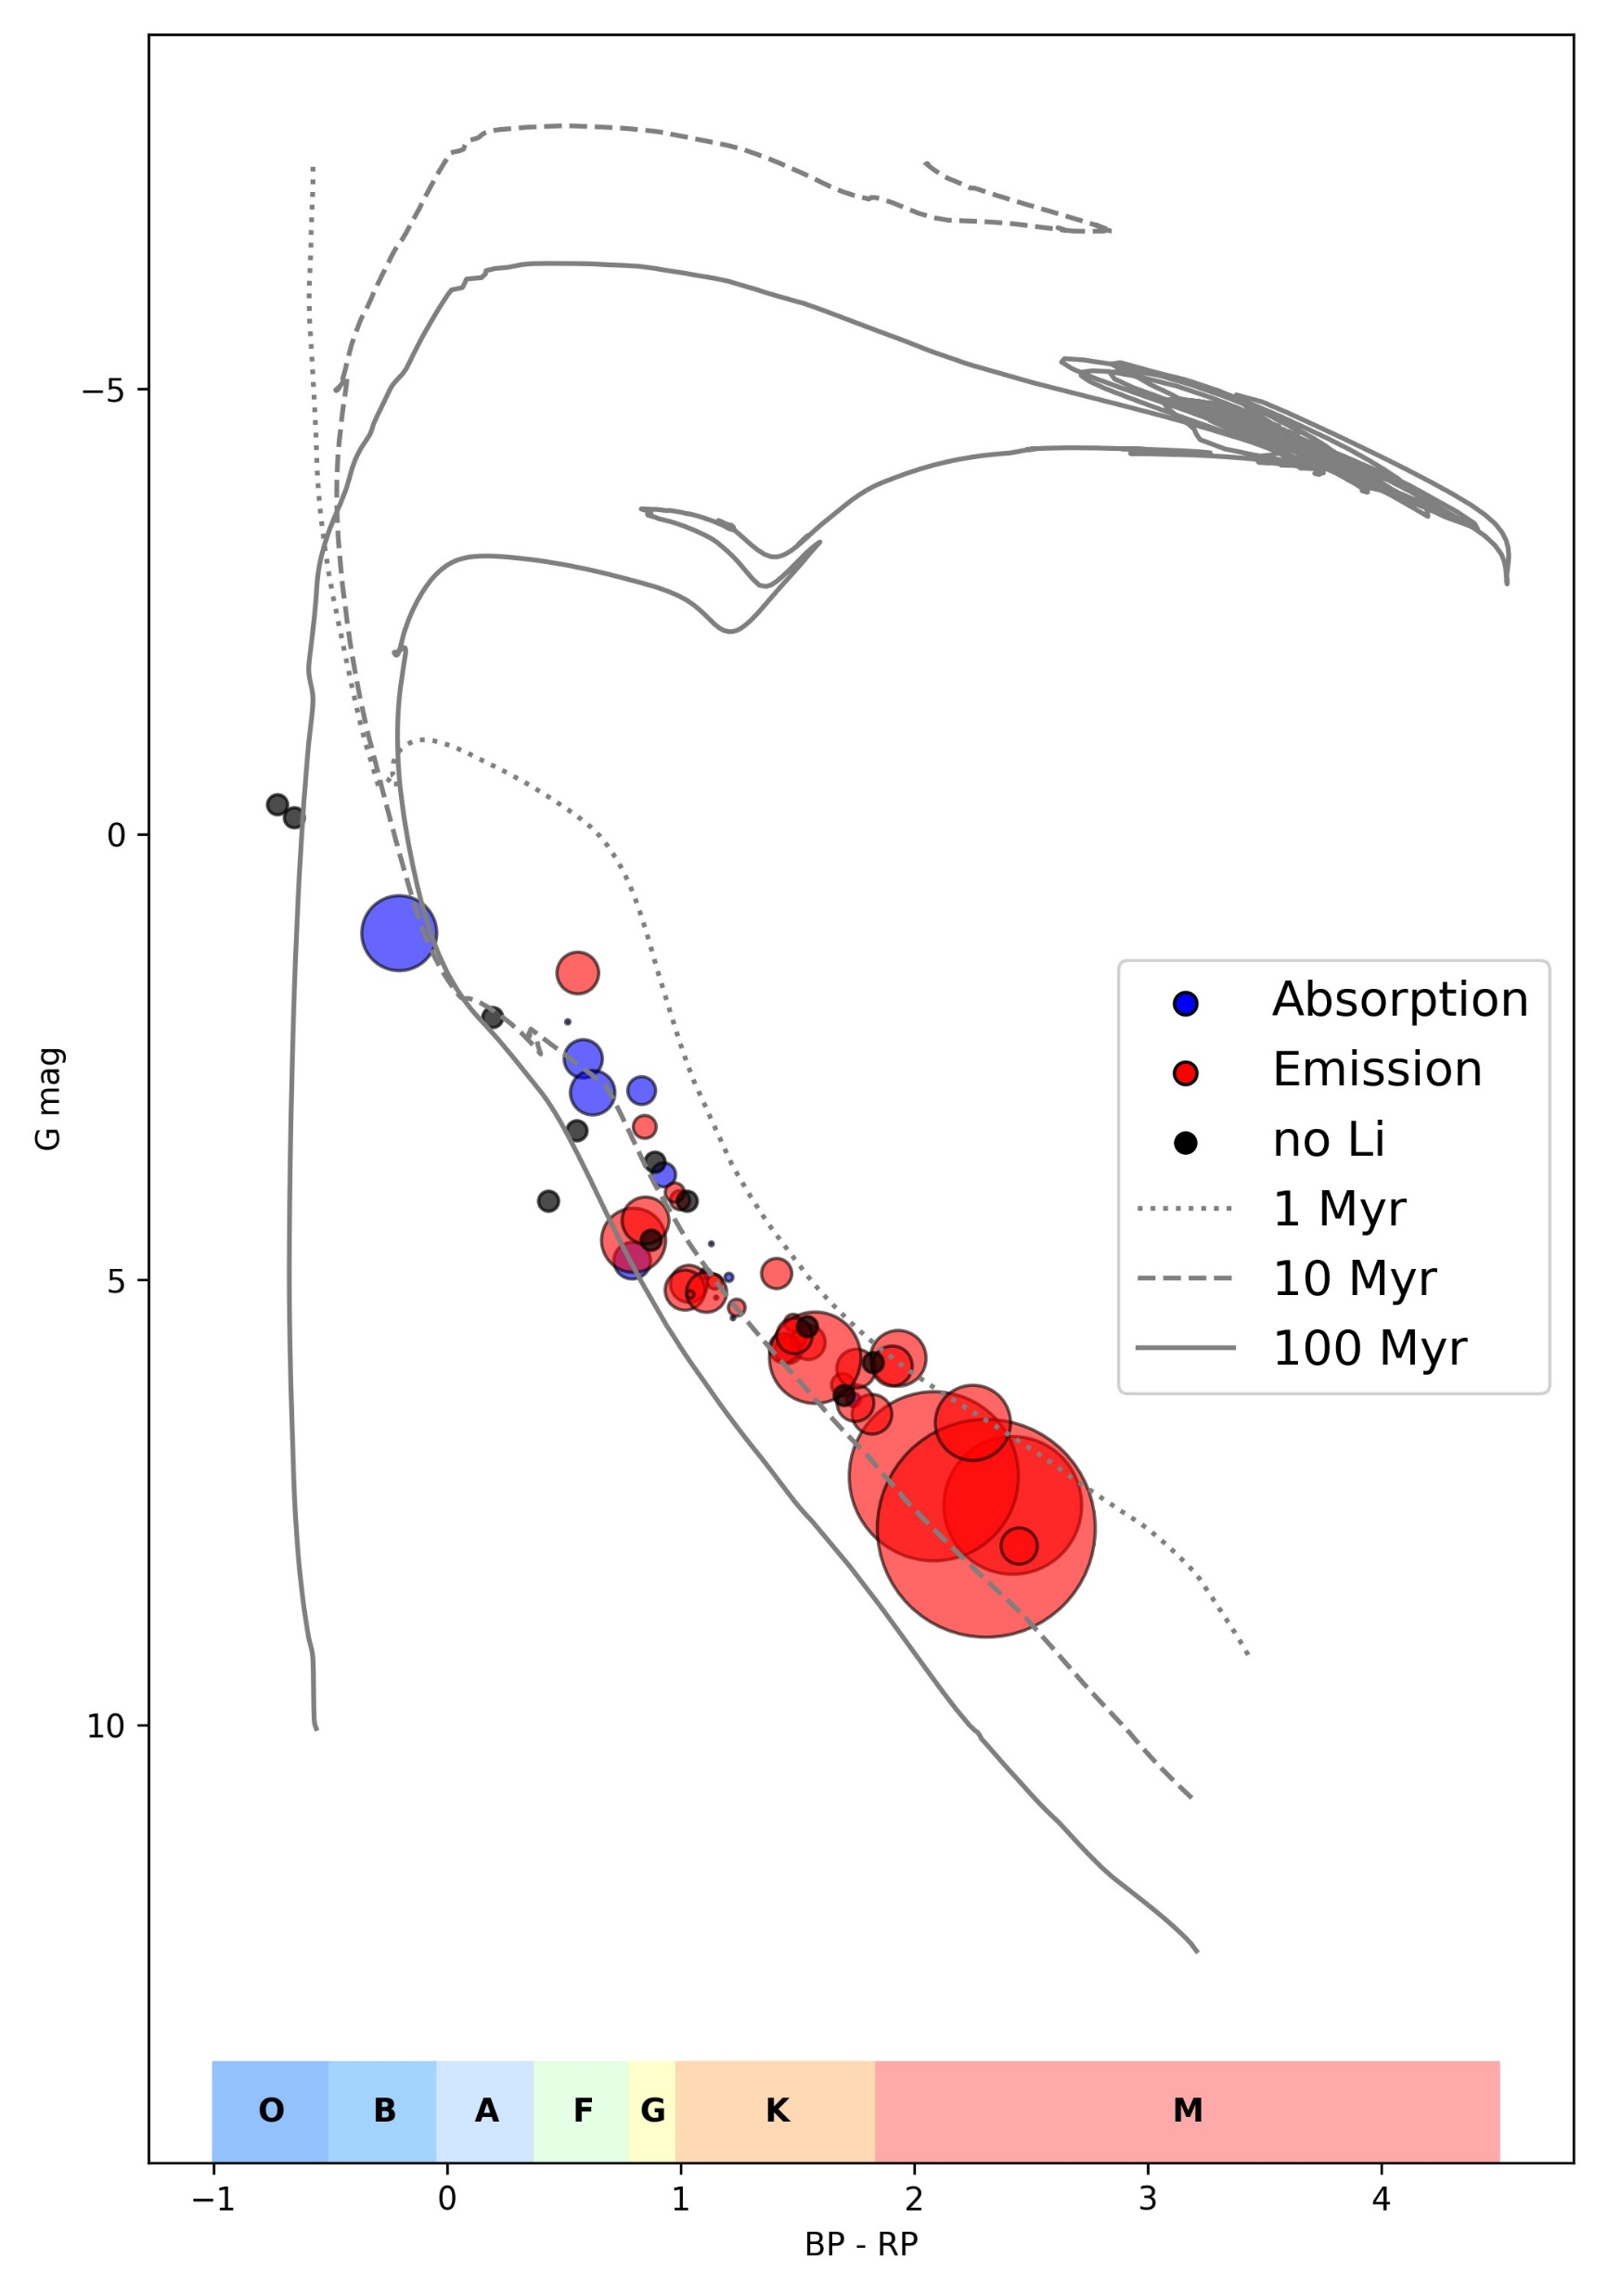 −5
0
5
10
G mag
Absorption
Emission
no Li
1 Myr
10 Myr
100 Myr
O B A F G K M
−1 0 1 2 3 4
BP - RP